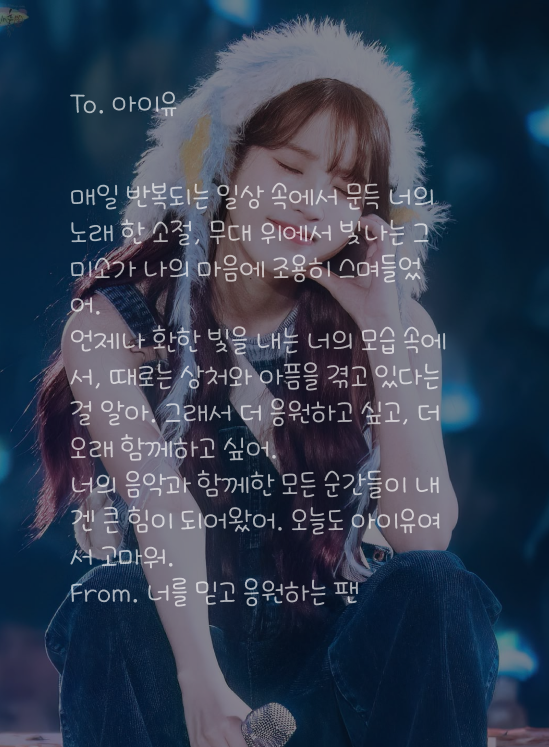 To. 아이유
매일 반복되는 일상 속에서 문득 너의
노래 한 소절, 무대 위에서 빛나는 그
미소가 나의 마음에 조용히 스며들었
어.
언제나 환한 빛을 내는 너의 모습 속에
서, 때로는 상처와 아픔을 겪고 있다는
걸 알아. 그래서 더 응원하고 싶고, 더
오래 함께하고 싶어.
너의 음악과 함께한 모든 순간들이 내
겐 큰 힘이 되어왔어. 오늘도 아이유여
서 고마워.
From. 너를 믿고 응원하는 팬